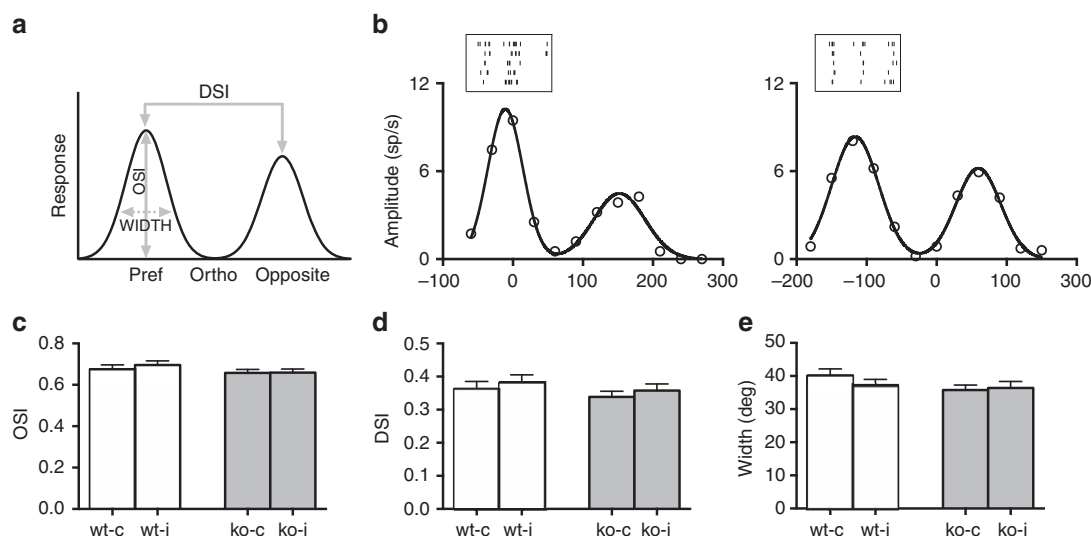 a
Response
DSI
OSI
WIDTH
Pref Ortho Opposite
b
Amplitude (sp/s)
12
6
0
–100 0 100 200 300
12
6
0
–200 –100 0 100 200 300
c
OSI
0.8
0.6
0.4
0.2
0.0
wt-c wt-i ko-c ko-i
d
DSI
0.5
0.4
0.3
0.2
0.1
0.0
wt-c wt-i ko-c ko-i
e
Width (deg)
50
40
30
20
10
0
wt-c wt-i ko-c ko-i